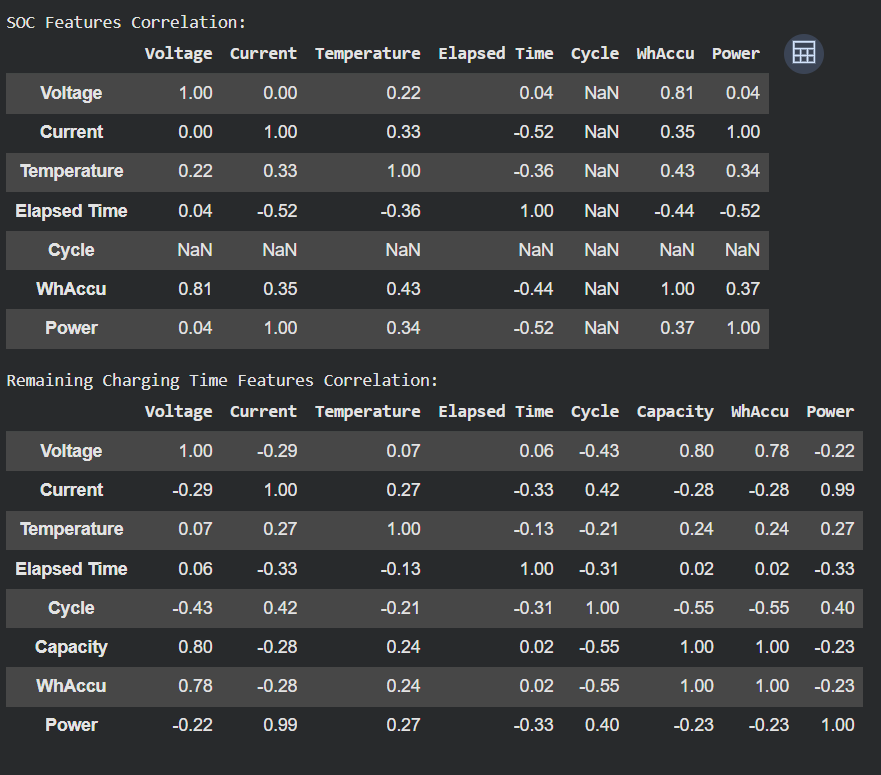 SOC Features Correlation:
Voltage Current Temperature Elapsed Time Cycle WhAccu Power
Voltage 1.00 0.00 0.22 0.04 NaN 0.81 0.04
Current 0.00 1.00 0.33 -0.52 NaN 0.35 1.00
Temperature 0.22 0.33 1.00 -0.36 NaN 0.43 0.34
Elapsed Time 0.04 -0.52 -0.36 1.00 NaN -0.44 -0.52
Cycle NaN NaN NaN NaN NaN NaN NaN
WhAccu 0.81 0.35 0.43 -0.44 NaN 1.00 0.37
Power 0.04 1.00 0.34 -0.52 NaN 0.37 1.00
Remaining Charging Time Features Correlation:
Voltage Current Temperature Elapsed Time Cycle Capacity WhAccu Power
Voltage 1.00 -0.29 0.07 0.06 -0.43 0.80 0.78 -0.22
Current -0.29 1.00 0.27 -0.33 0.42 -0.28 -0.28 0.99
Temperature 0.07 0.27 1.00 -0.13 -0.21 0.24 0.24 0.27
Elapsed Time 0.06 -0.33 -0.13 1.00 -0.31 0.02 0.02 -0.33
Cycle -0.43 0.42 -0.21 -0.31 1.00 -0.55 -0.55 0.40
Capacity 0.80 -0.28 0.24 0.02 -0.55 1.00 1.00 -0.23
WhAccu 0.78 -0.28 0.24 0.02 -0.55 1.00 1.00 -0.23
Power -0.22 0.99 0.27 -0.33 0.40 -0.23 -0.23 1.00